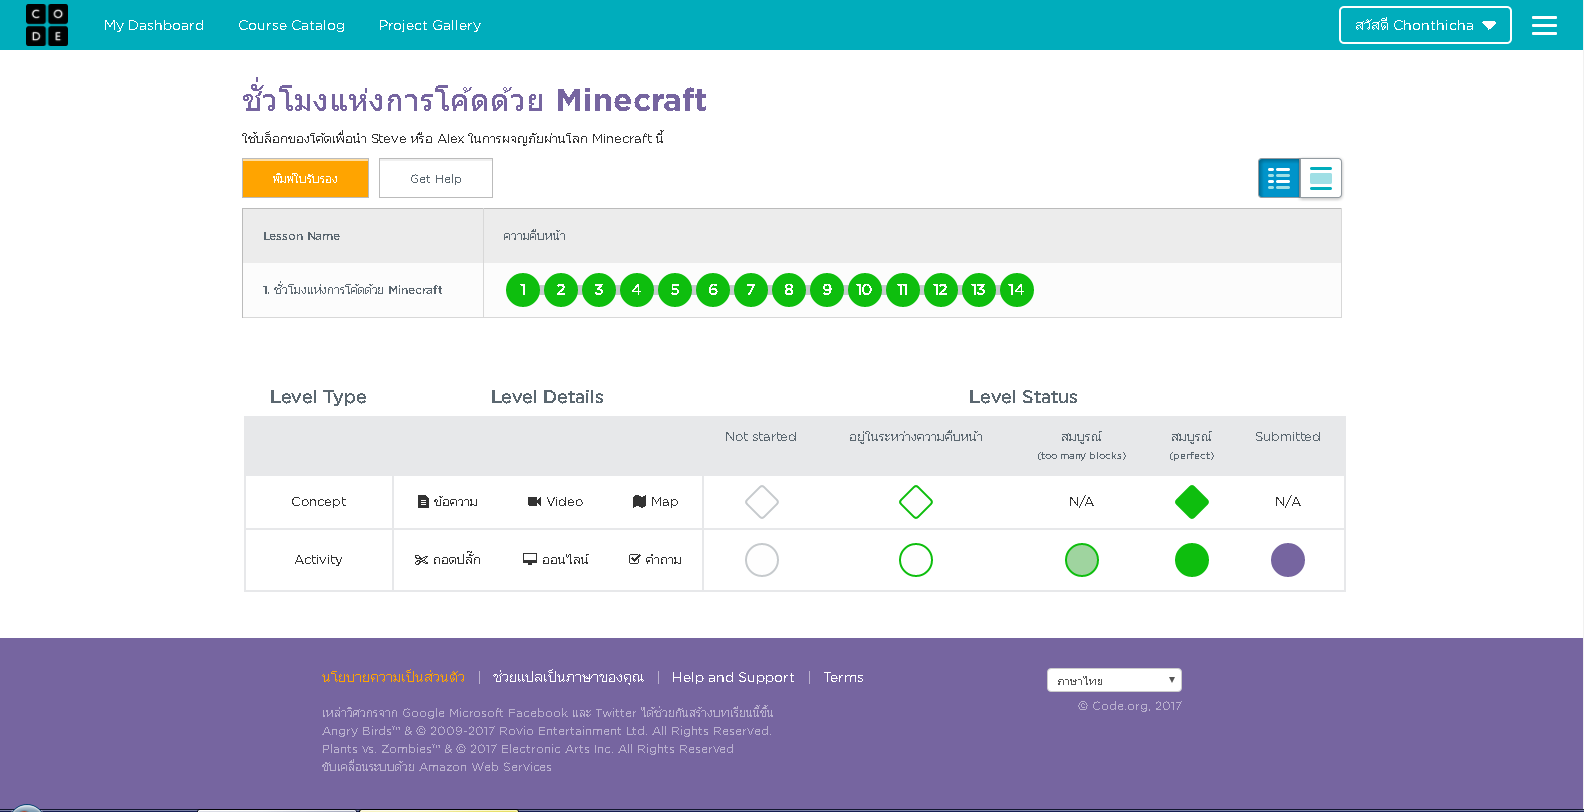 CODE
My Dashboard Course Catalog Project Gallery สวัสดี Chonthicha
ชั่วโมงแห่งการโค้ดด้วย Minecraft
ใช้บล็อกของโค้ดเพื่อนำ Steve หรือ Alex ในการผจญภัยผ่านโลก Minecraft นี้
พิมพ์ใบรับรอง Get Help
Lesson Name ความคืบหน้า
1. ชั่วโมงแห่งการโค้ดด้วย Minecraft 1 2 3 4 5 6 7 8 9 10 11 12 13 14
Level Type Level Details Level Status
Not started อยู่ในระหว่างความคืบหน้า สมบูรณ์ สมบูรณ์ Submitted
(too many blocks) (perfect)
Concept ข้อความ Video Map N/A N/A
Activity ถอดปลั๊ก ออนไลน์ คำถาม
นโยบายความเป็นส่วนตัว | ช่วยแปลเป็นภาษาของคุณ | Help and Support | Terms ภาษาไทย
© Code.org, 2017
เหล่าวิศวกรจาก Google Microsoft Facebook และ Twitter ได้ช่วยกันสร้างบทเรียนนี้ขึ้น
Angry Birds™ & © 2009-2017 Rovio Entertainment Ltd. All Rights Reserved.
Plants vs. Zombies™ & © 2017 Electronic Arts Inc. All Rights Reserved
ขับเคลื่อนระบบด้วย Amazon Web Services